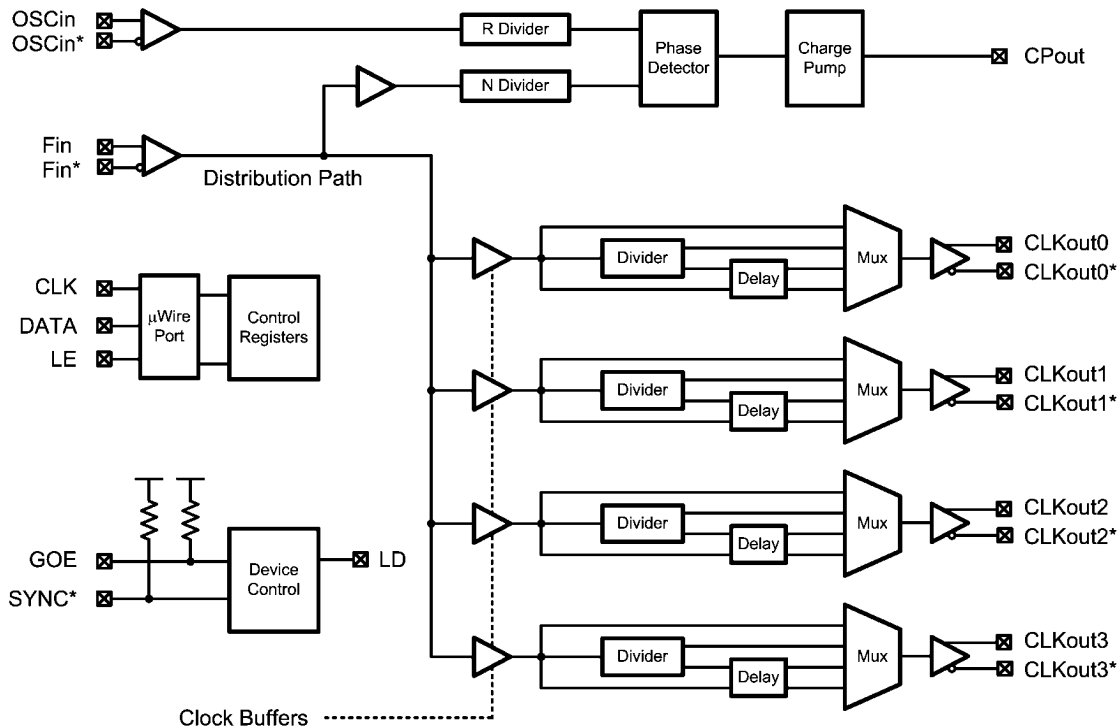 OSCin
OSCin*
R Divider
N Divider
Phase
Detector
Charge
Pump
CPout
Fin
Fin*
Distribution Path
CLK
DATA
LE
μWire
Port
Control
Registers
Divider
Delay
Mux
CLKout0
CLKout0*
Divider
Delay
Mux
CLKout1
CLKout1*
Divider
Delay
Mux
CLKout2
CLKout2*
GOE
SYNC*
Device
Control
LD
Divider
Delay
Mux
CLKout3
CLKout3*
Clock Buffers